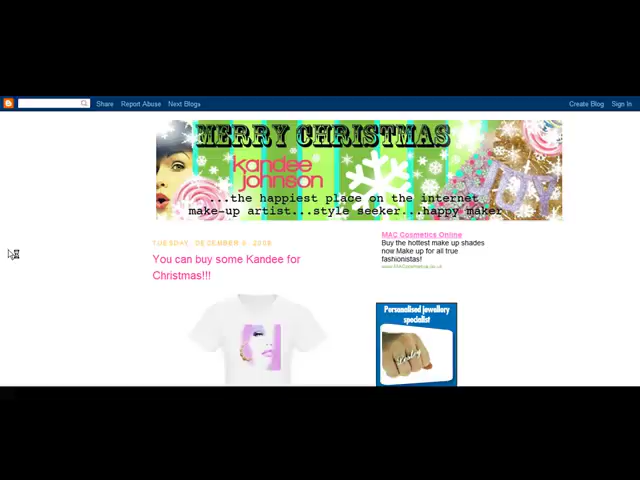 Share Report Abuse Next Blog» Create Blog Sign In
MERRY CHRISTMAS
kandee
johnson
JOY
...the happiest place on the internet
make-up artist...style seeker...happy maker
TUESDAY, DECEMBER 9, 2008
You can buy some Kandee for
Christmas!!!
MAC Cosmetics Online
Buy the hottest make up shades
now Make up for all true
fashionistas!
Personalised jewellery
specialist